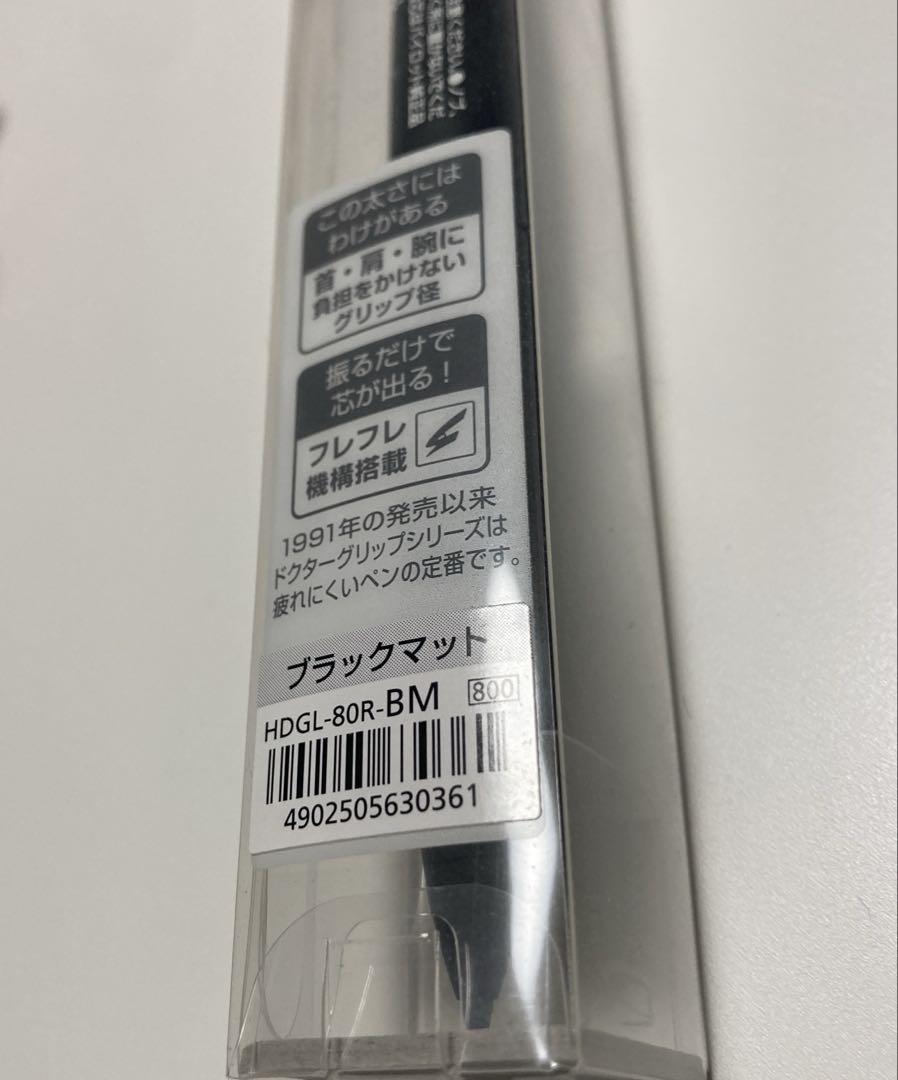 この太さには
わけがある
首・肩・腕に
負担をかけない
グリップ径
振るだけで
芯が出る！
フレフレ
機構搭載
1991年の発売以来
ドクターグリップシリーズは
疲れにくいペンの定番です。
ブラックマット
HDGL-80R-BM 800
4902505630361